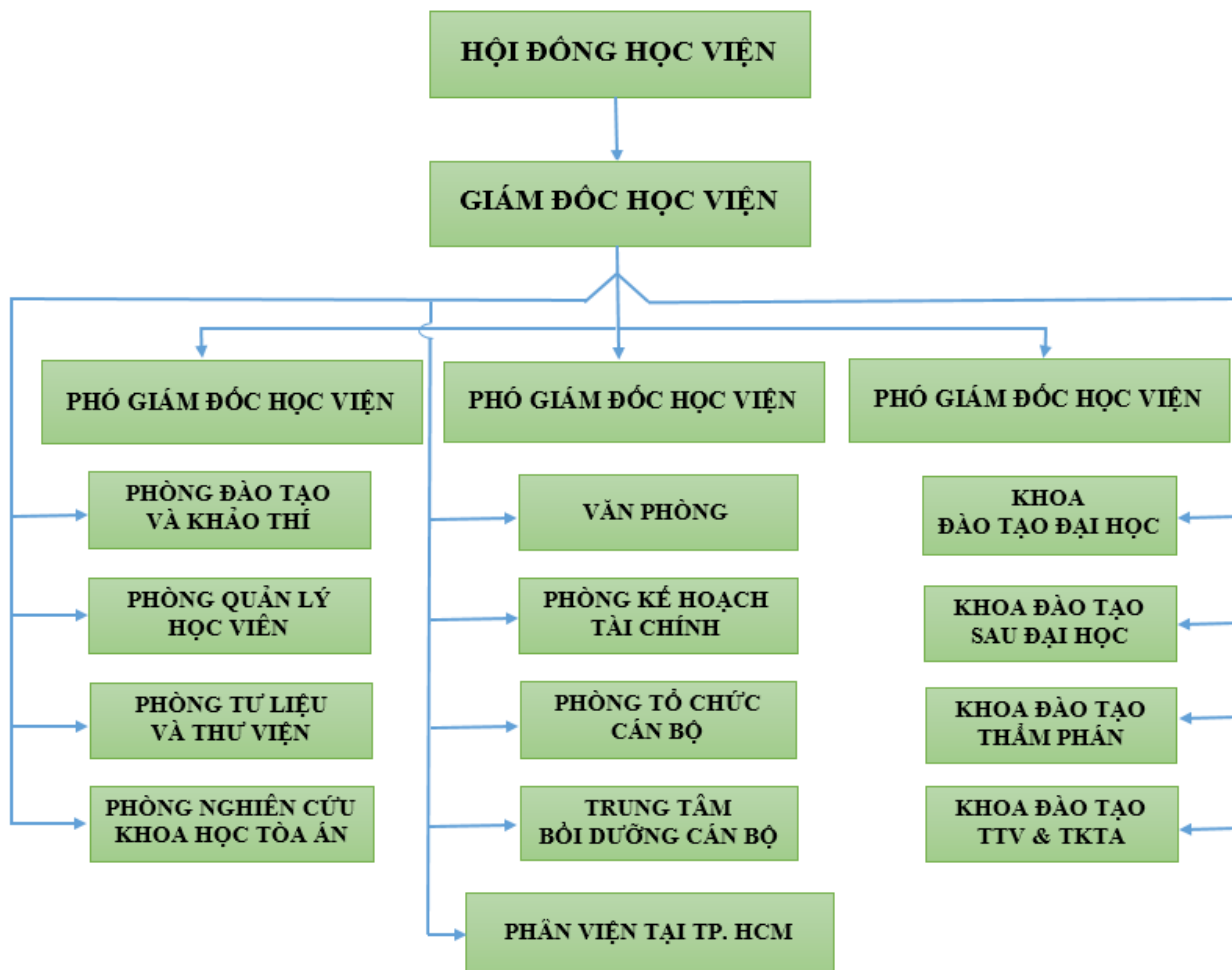 HỘI ĐỒNG HỌC VIỆN
GIÁM ĐỐC HỌC VIỆN
PHÓ GIÁM ĐỐC HỌC VIỆN
PHÓ GIÁM ĐỐC HỌC VIỆN
PHÓ GIÁM ĐỐC HỌC VIỆN
PHÒNG ĐÀO TẠO
VÀ KHẢO THÍ
PHÒNG QUẢN LÝ
HỌC VIÊN
PHÒNG TƯ LIỆU
VÀ THƯ VIỆN
PHÒNG NGHIÊN CỨU
KHOA HỌC TÒA ÁN
VĂN PHÒNG
PHÒNG KẾ HOẠCH
TÀI CHÍNH
PHÒNG TỔ CHỨC
CÁN BỘ
TRUNG TÂM
BỒI DƯỠNG CÁN BỘ
PHÂN VIỆN TẠI TP. HCM
KHOA
ĐÀO TẠO ĐẠI HỌC
KHOA ĐÀO TẠO
SAU ĐẠI HỌC
KHOA ĐÀO TẠO
THẨM PHÁN
KHOA ĐÀO TẠO
TTV & TKTA